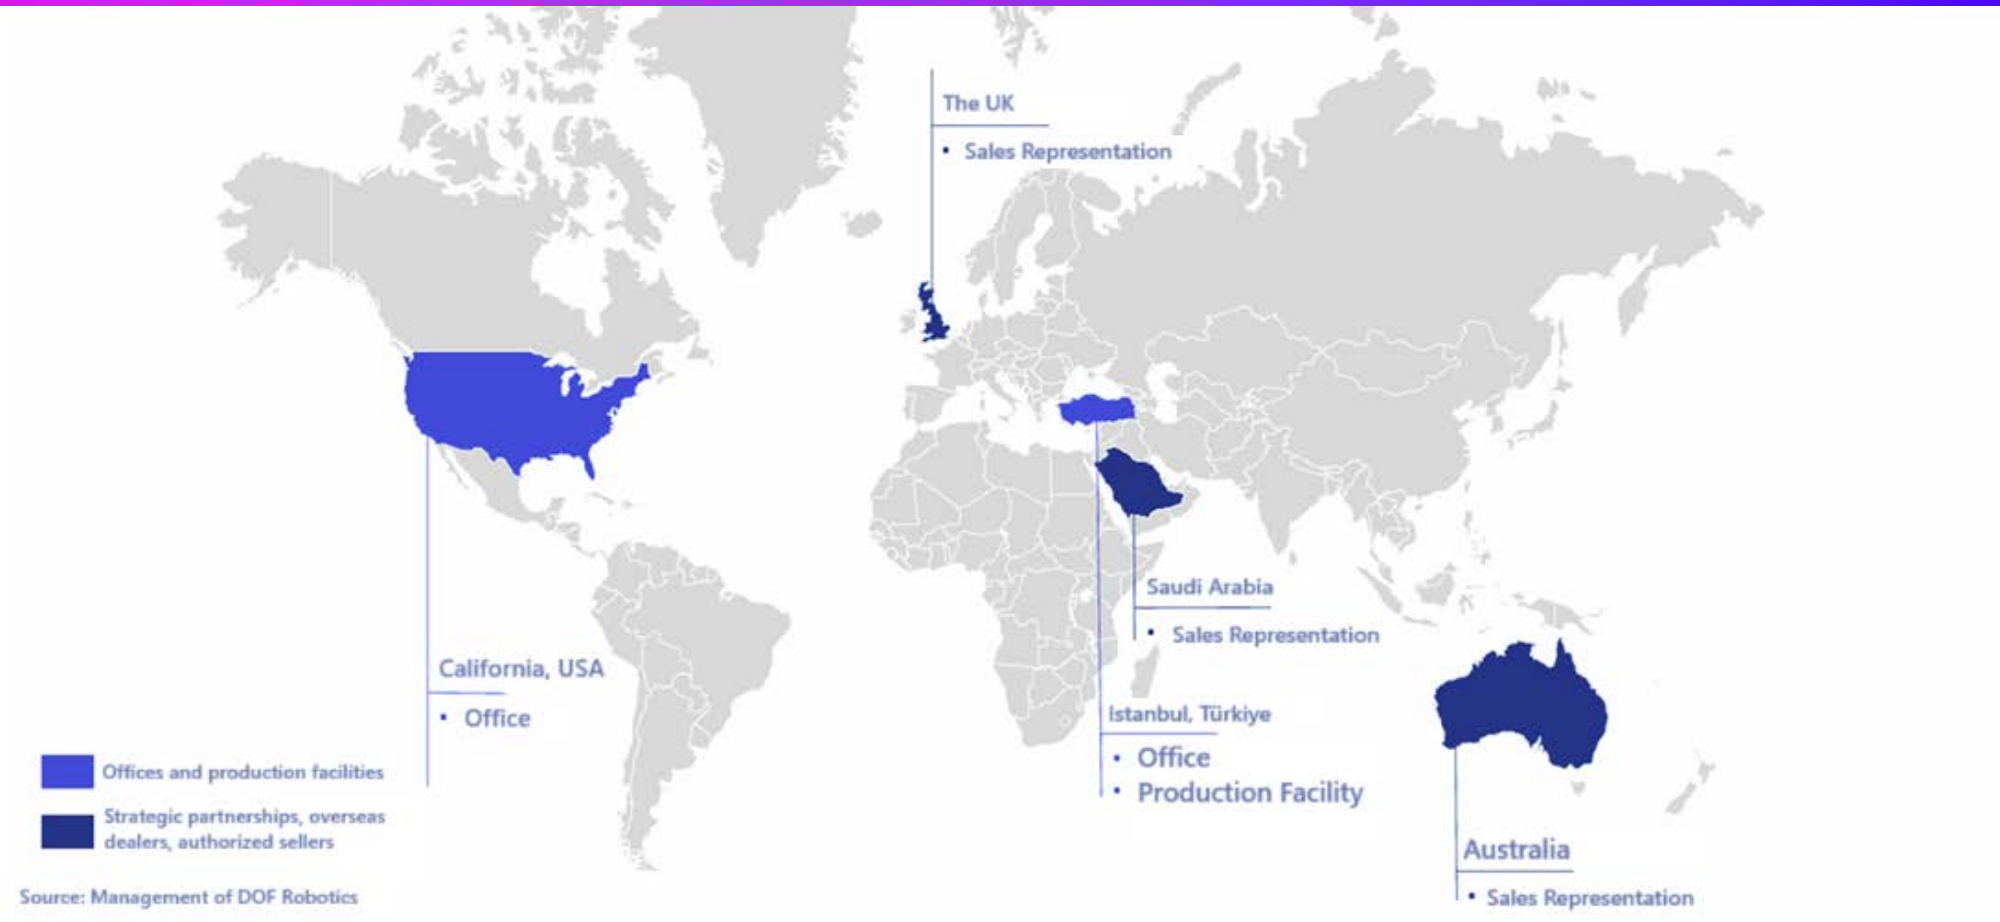 The UK
• Sales Representation
Saudi Arabia
• Sales Representation
California, USA
• Office
Istanbul, Türkiye
• Office
• Production Facility
Offices and production facilities
Strategic partnerships, overseas
dealers, authorized sellers
Australia
• Sales Representation
Source: Management of DOF Robotics